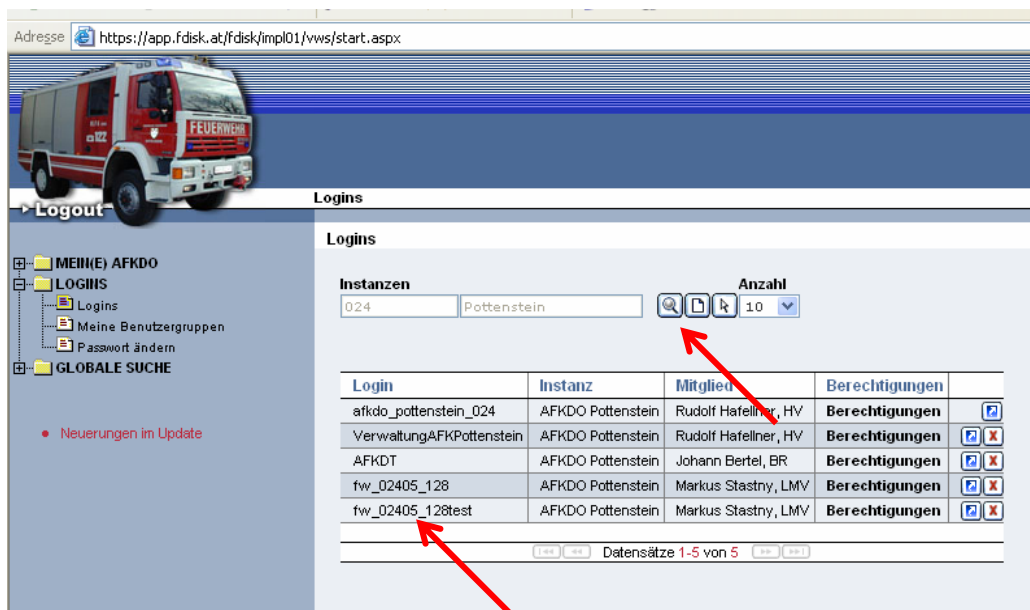 Adresse https://app.fdisk.at/fdisk/impl01/vws/start.aspx
FEUERWEHR
122
Logout
Logins
Logins
MEIN(E) AFKDO
LOGINS
Logins
Meine Benutzergruppen
Passwort ändern
GLOBALE SUCHE
Neuerungen im Update
Instanzen Anzahl
024 Pottenstein 10
Login Instanz Mitglied Berechtigungen
afkdo_pottenstein_024 AFKDO Pottenstein Rudolf Hafellner, HV Berechtigungen
VerwaltungAFKPottenstein AFKDO Pottenstein Rudolf Hafellner, HV Berechtigungen
AFKDT AFKDO Pottenstein Johann Bertel, BR Berechtigungen
fw_02405_128 AFKDO Pottenstein Markus Stastny, LMV Berechtigungen
fw_02405_128test AFKDO Pottenstein Markus Stastny, LMV Berechtigungen
Datensätze 1-5 von 5